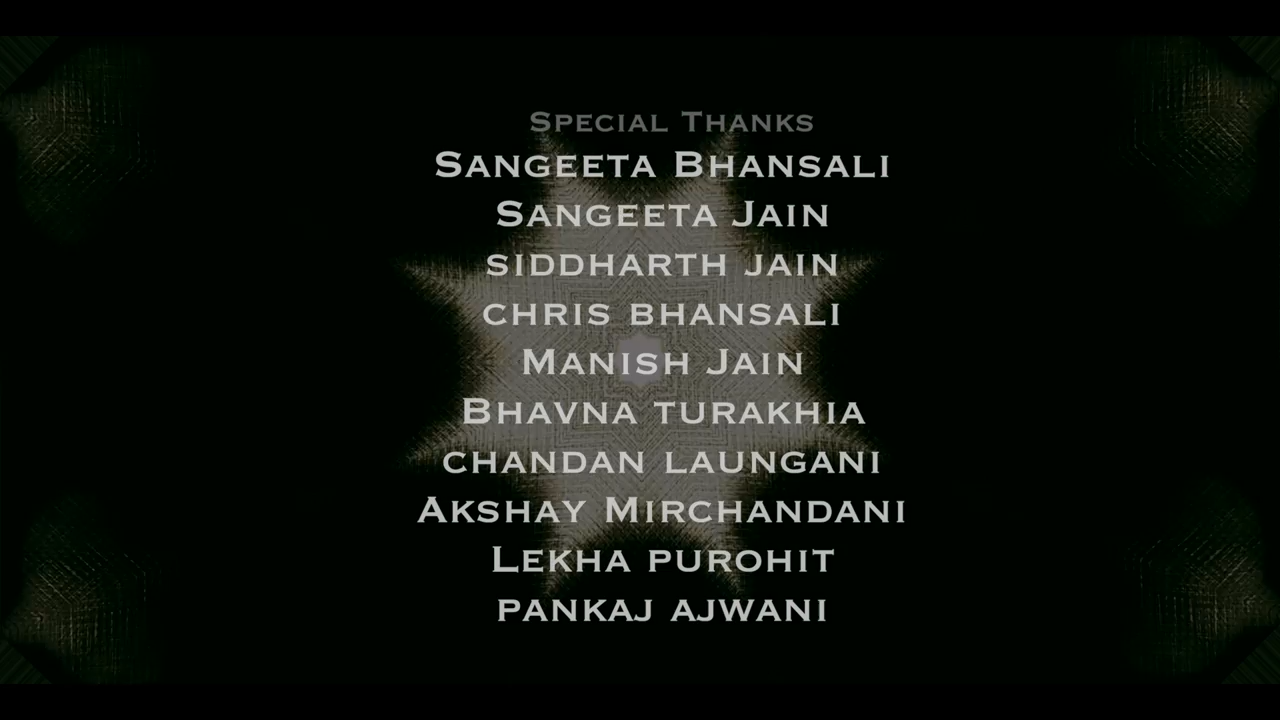 Special Thanks
Sangeeta Bhansali
Sangeeta Jain
SIDDHARTH JAIN
CHRIS BHANSALI
Manish Jain
Bhavna turakhia
CHANDAN LAUNGANI
Akshay Mirchandani
Lekha purohit
PANKAJ AJWANI